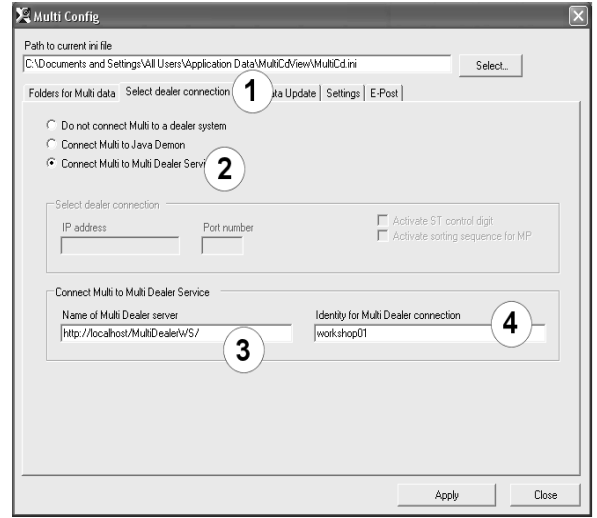 Multi Config
Path to current ini file
C:\Documents and Settings\All Users\Application Data\MultiCdView\MultiCd.ini
Select...
Folders for Multi data Select dealer connection 1 Update Settings E-Post
Do not connect Multi to a dealer system
Connect Multi to Java Demon
Connect Multi to Multi Dealer 2
Select dealer connection
IP address Port number Activate ST control digit
Activate sorting sequence for MP
Connect Multi to Multi Dealer Service
Name of Multi Dealer server Identity for Multi Dealer connection
http://localhost/MultiDealerWS/ workshop01
3 4
Apply Close